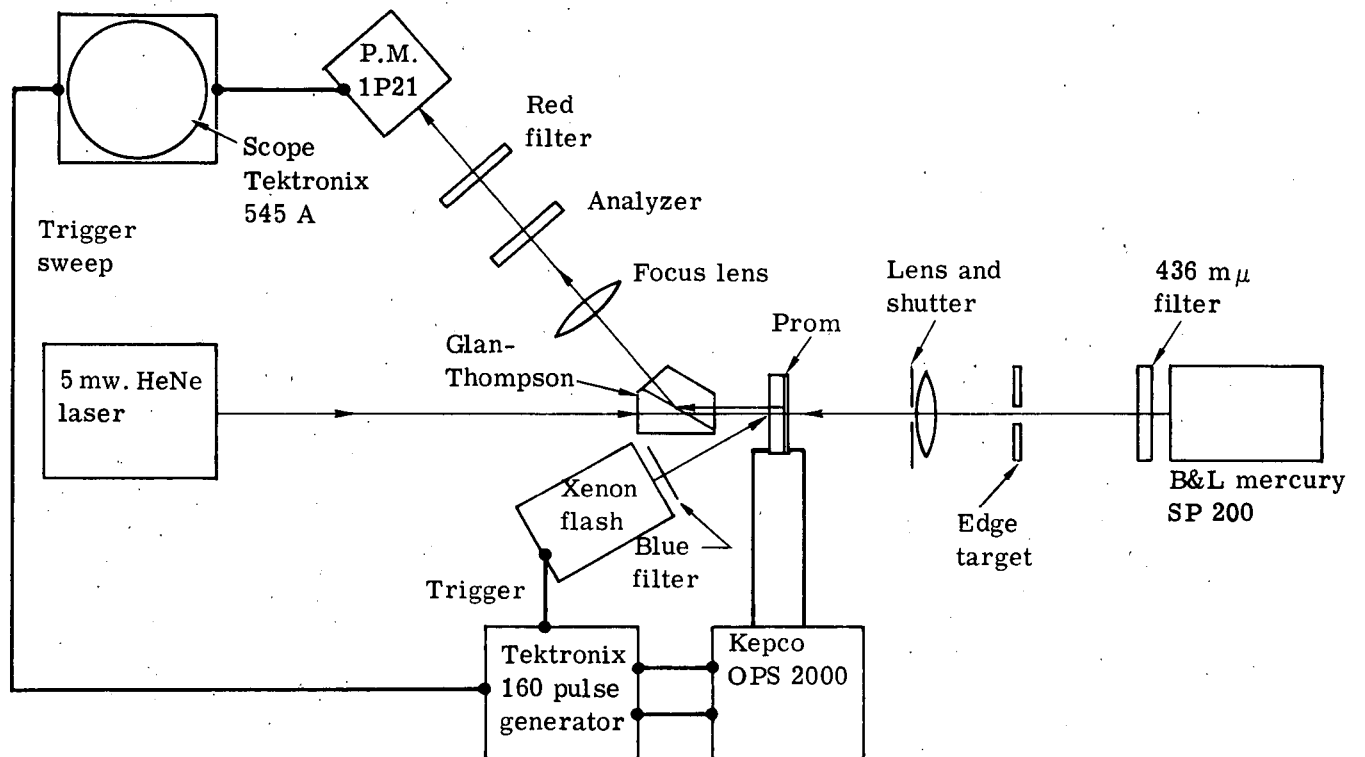 P.M.
1P21
Red
filter
Scope
Tektronix
545 A
Analyzer
Trigger
sweep
Focus lens
Lens and
shutter
436 mμ
filter
Prom
Glan-
Thompson
5 mw. HeNe
laser
B&L mercury
SP 200
Xenon
flash
Edge
target
Blue
filter
Trigger
Tektronix
160 pulse
generator
Kepco
OPS 2000